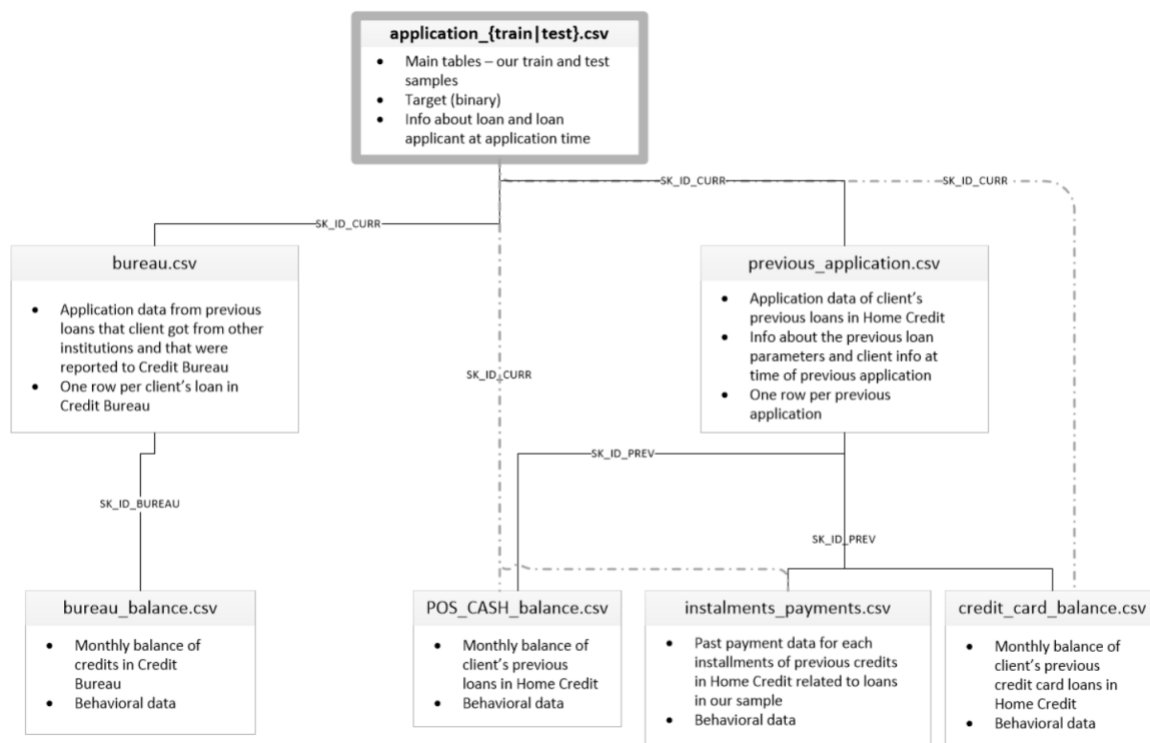 application_{train|test}.csv
• Main tables – our train and test
samples
• Target (binary)
• Info about loan and loan
applicant at application time
SK_ID_CURR
SK_ID_CURR
SK_ID_CURR
bureau.csv
• Application data from previous
loans that client got from other
institutions and that were
reported to Credit Bureau
• One row per client's loan in
Credit Bureau
previous_application.csv
• Application data of client's
previous loans in Home Credit
• Info about the previous loan
parameters and client info at
time of previous application
• One row per previous
application
SK_ID_CURR
SK_ID_PREV
SK_ID_BUREAU
SK_ID_PREV
bureau_balance.csv
• Monthly balance of
credits in Credit
Bureau
• Behavioral data
POS_CASH_balance.csv
• Monthly balance of
client's previous
loans in Home Credit
• Behavioral data
instalments_payments.csv
• Past payment data for each
installments of previous credits
in Home Credit related to loans
in our sample
• Behavioral data
credit_card_balance.csv
• Monthly balance of
client's previous
credit card loans in
Home Credit
• Behavioral data